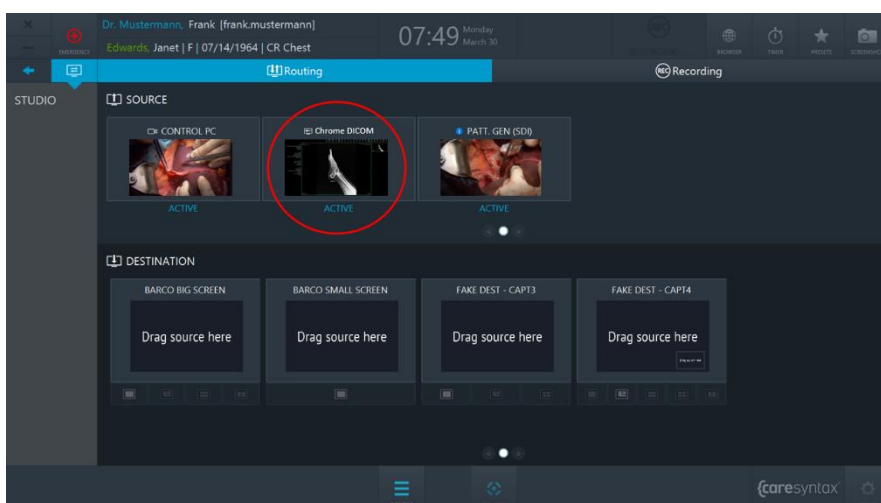 EMERGENCY
Dr. Mustermann, Frank [frank.mustermann]
Edwards, Janet | F | 07/14/1964 | CR Chest
07:49 Monday
March 30
REC
BROWSER
TIMER
PRESETS
SCREENSHO
Routing
REC Recording
STUDIO
SOURCE
CONTROL PC
Chrome DICOM
PATT. GEN (SDI)
ACTIVE
ACTIVE
ACTIVE
DESTINATION
BARCO BIG SCREEN
BARCO SMALL SCREEN
FAKE DEST - CAPT3
FAKE DEST - CAPT4
Drag source here
Drag source here
Drag source here
Drag source here
{caresyntax